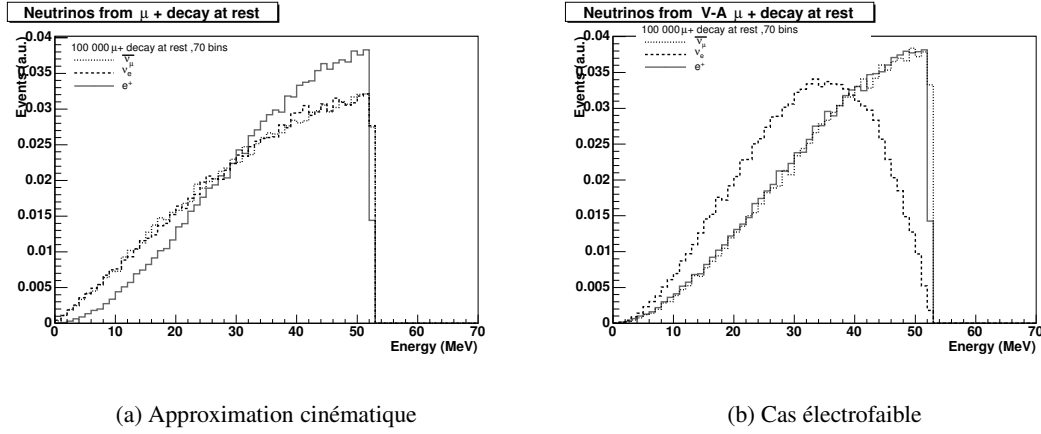 Neutrinos from μ + decay at rest
100 000 μ+ decay at rest ,70 bins
ν̅_μ
ν_e
e⁺
Events (a.u.)
0.04
0.035
0.03
0.025
0.02
0.015
0.01
0.005
0
0 10 20 30 40 50 60 70
Energy (MeV)
(a) Approximation cinématique
Neutrinos from V-A μ + decay at rest
100 000 μ+ decay at rest ,70 bins
ν̅_μ
ν_e
e⁺
Events (a.u.)
0.04
0.035
0.03
0.025
0.02
0.015
0.01
0.005
0
0 10 20 30 40 50 60 70
Energy (MeV)
(b) Cas électrofaible